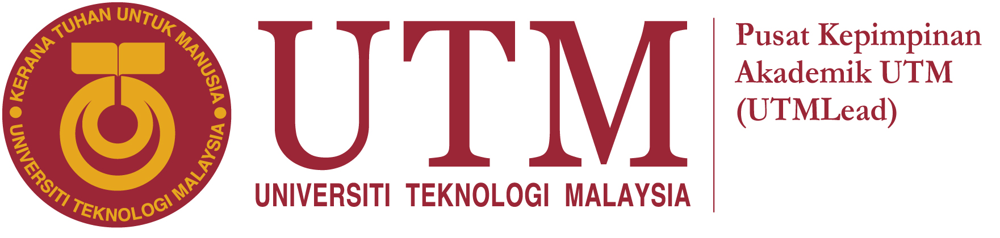 KERANA TUHAN UNTUK MANUSIA
UNIVERSITI TEKNOLOGI MALAYSIA
UTM
UNIVERSITI TEKNOLOGI MALAYSIA
Pusat Kepimpinan
Akademik UTM
(UTMLead)